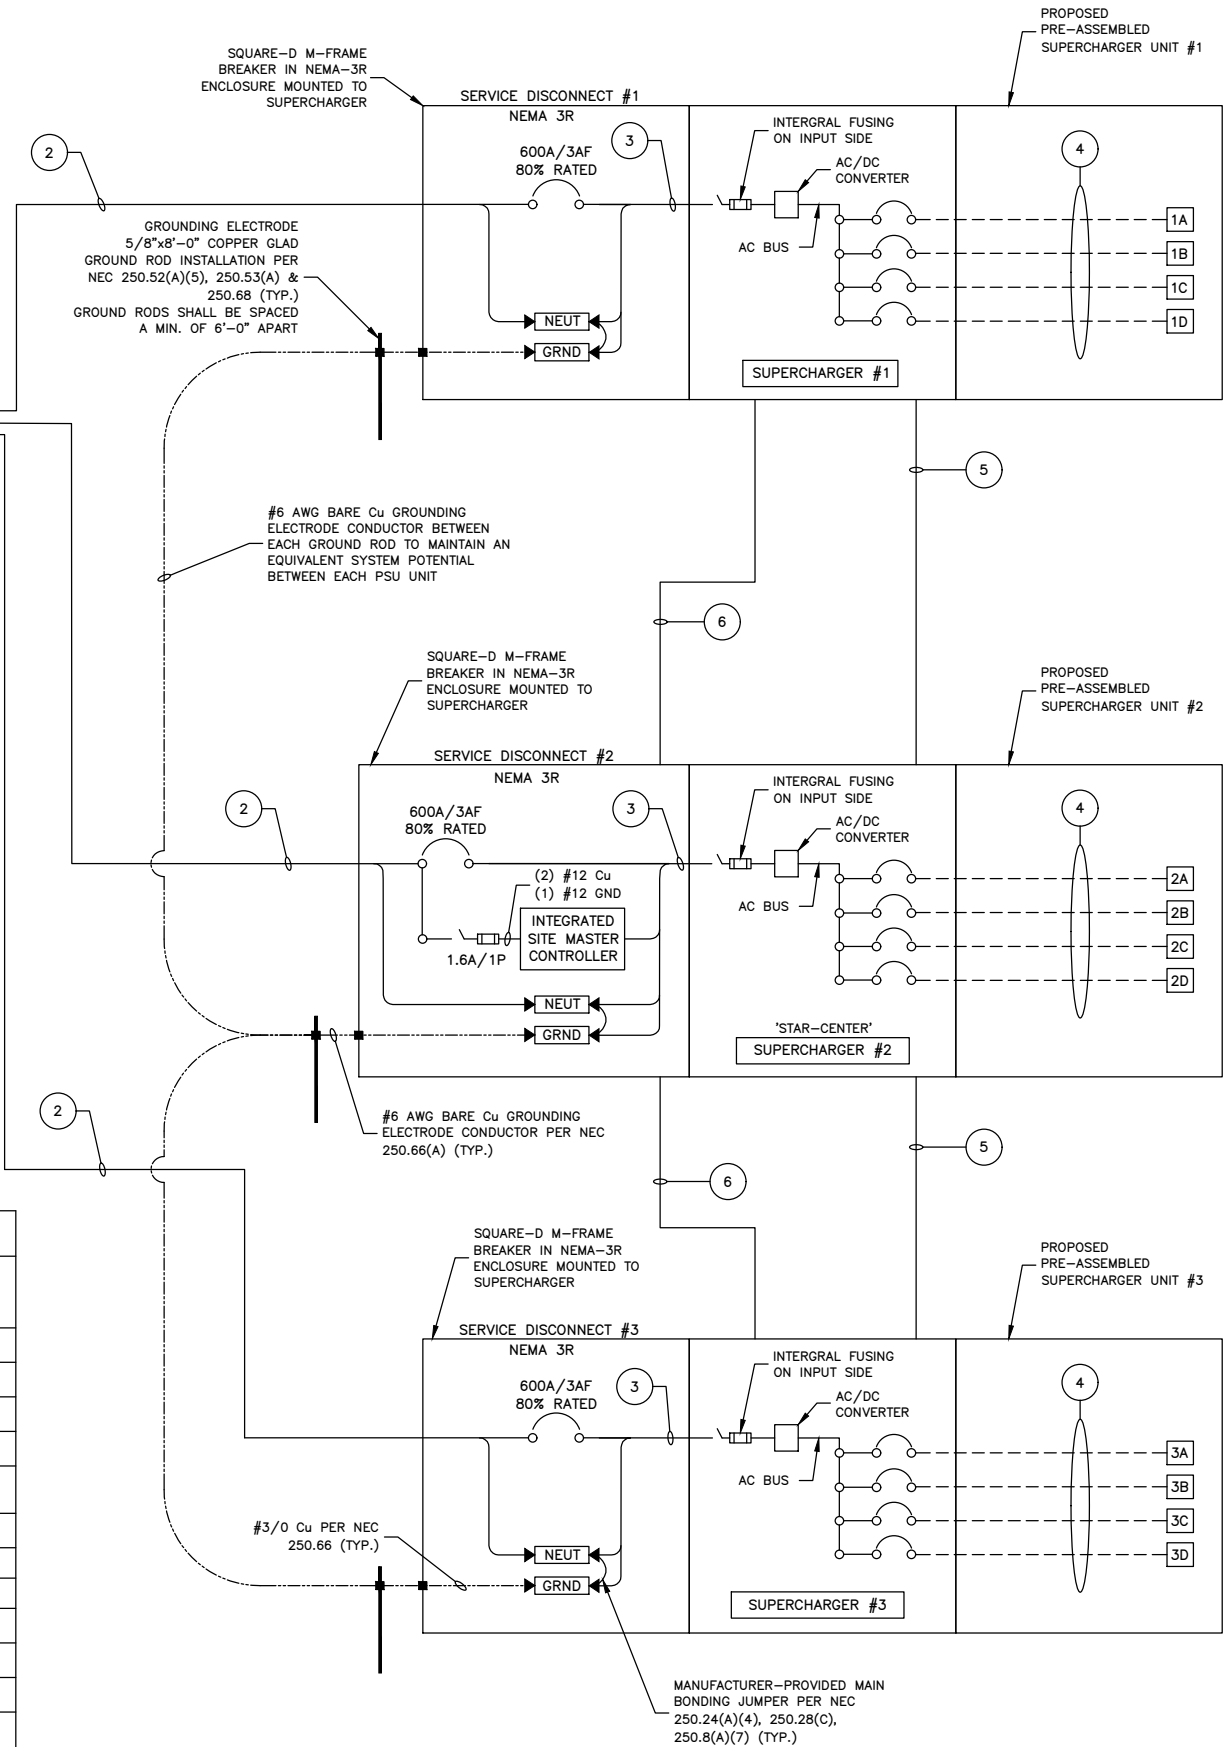 PROPOSED
PRE-ASSEMBLED
SUPERCHARGER UNIT #1
SQUARE-D M-FRAME
BREAKER IN NEMA-3R
ENCLOSURE MOUNTED TO
SUPERCHARGER
SERVICE DISCONNECT #1
NEMA 3R
600A/3AF
80% RATED
2
3
INTERGRAL FUSING
ON INPUT SIDE
AC/DC
CONVERTER
AC BUS
4
1A
1B
1C
1D
GROUNDING ELECTRODE
5/8"x8'-0" COPPER GLAD
GROUND ROD INSTALLATION PER
NEC 250.52(A)(5), 250.53(A) &
250.68 (TYP.)
GROUND RODS SHALL BE SPACED
A MIN. OF 6'-0" APART
NEUT
GRND
SUPERCHARGER #1
5
#6 AWG BARE Cu GROUNDING
ELECTRODE CONDUCTOR BETWEEN
EACH GROUND ROD TO MAINTAIN AN
EQUIVALENT SYSTEM POTENTIAL
BETWEEN EACH PSU UNIT
6
SQUARE-D M-FRAME
BREAKER IN NEMA-3R
ENCLOSURE MOUNTED TO
SUPERCHARGER
PROPOSED
PRE-ASSEMBLED
SUPERCHARGER UNIT #2
SERVICE DISCONNECT #2
NEMA 3R
2
600A/3AF
80% RATED
3
INTERGRAL FUSING
ON INPUT SIDE
AC/DC
CONVERTER
AC BUS
4
2A
2B
2C
2D
(2) #12 Cu
(1) #12 GND
INTEGRATED
SITE MASTER
CONTROLLER
1.6A/1P
NEUT
GRND
'STAR-CENTER'
SUPERCHARGER #2
2
#6 AWG BARE Cu GROUNDING
ELECTRODE CONDUCTOR PER NEC
250.66(A) (TYP.)
5
6
SQUARE-D M-FRAME
BREAKER IN NEMA-3R
ENCLOSURE MOUNTED TO
SUPERCHARGER
PROPOSED
PRE-ASSEMBLED
SUPERCHARGER UNIT #3
SERVICE DISCONNECT #3
NEMA 3R
600A/3AF
80% RATED
3
INTERGRAL FUSING
ON INPUT SIDE
AC/DC
CONVERTER
AC BUS
4
3A
3B
3C
3D
#3/0 Cu PER NEC
250.66 (TYP.)
NEUT
GRND
SUPERCHARGER #3
MANUFACTURER-PROVIDED MAIN
BONDING JUMPER PER NEC
250.24(A)(4), 250.28(C),
250.8(A)(7) (TYP.)